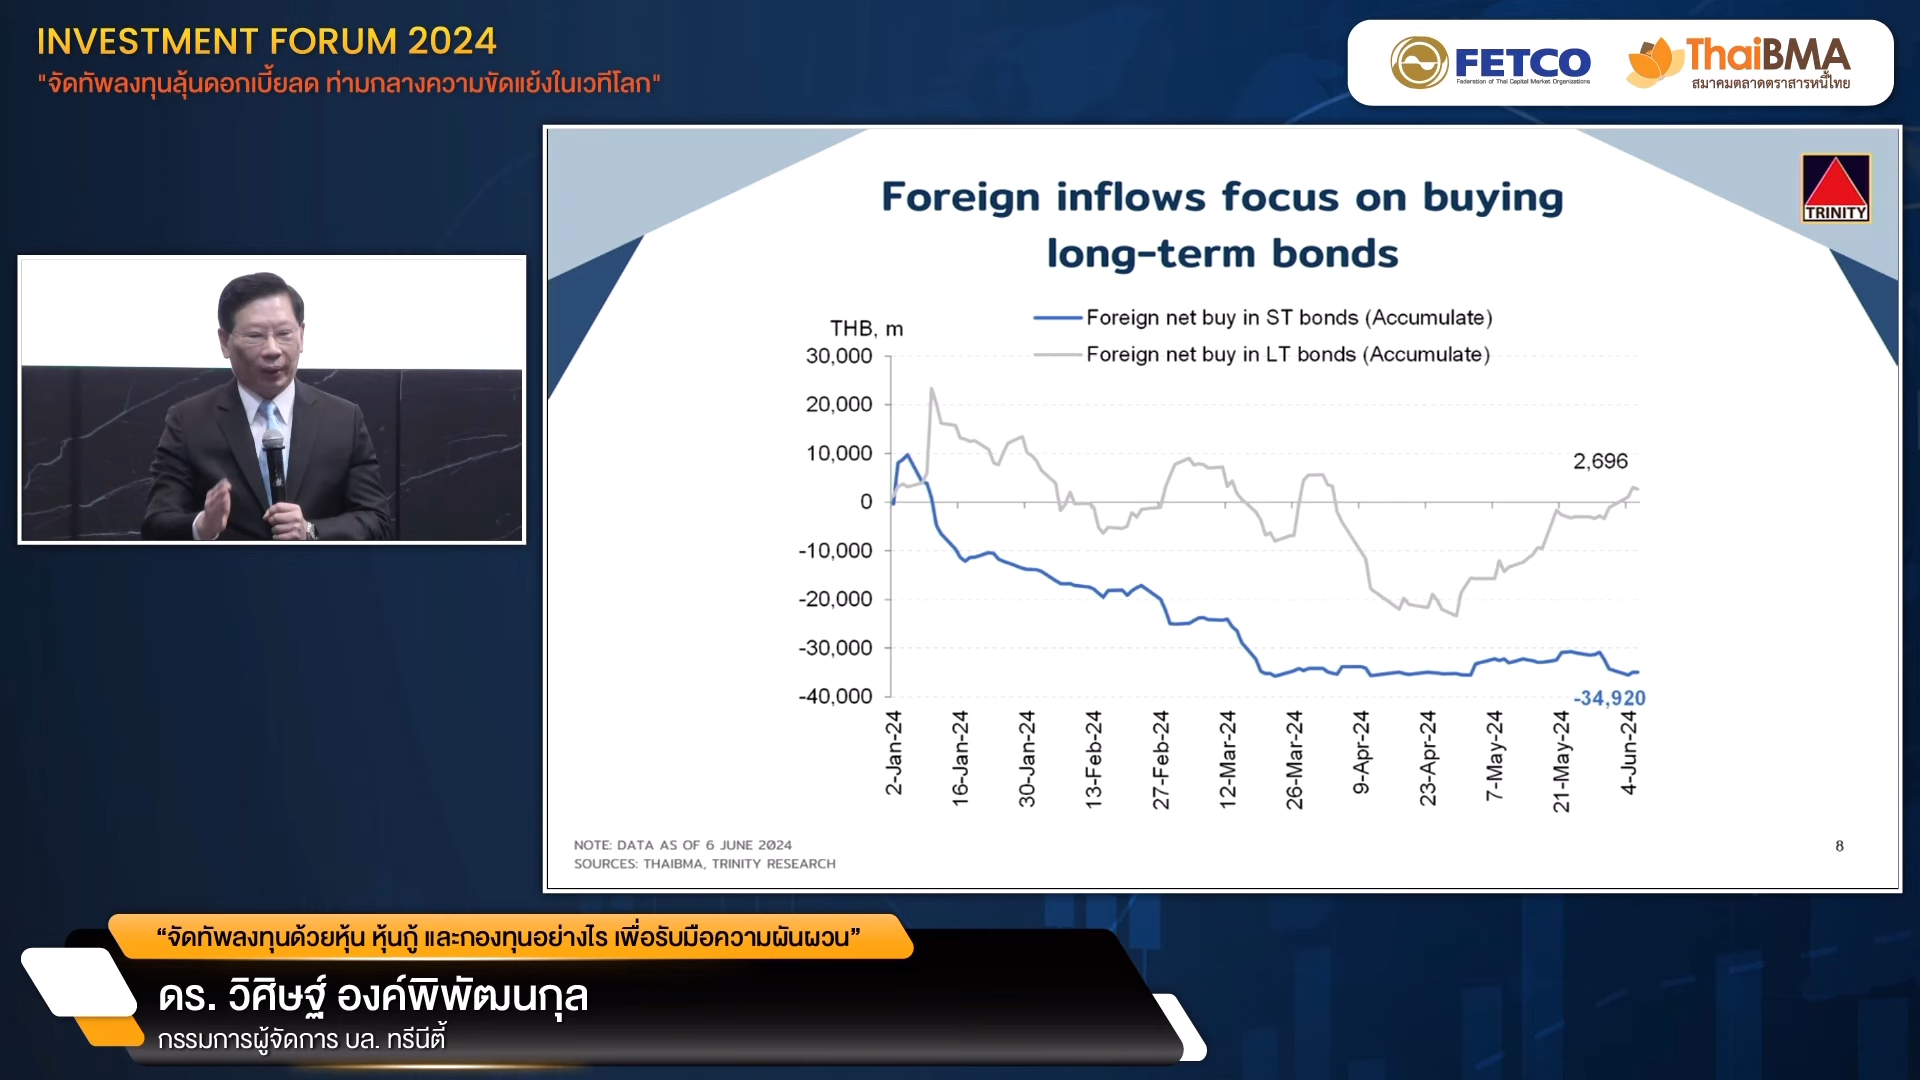 INVESTMENT FORUM 2024
"จัดทัพลงทุนลุ้นดอกเบี้ยลด ท่ามกลางความขัดแย้งในเวทีโลก"
FETCO
Federation of Thai Capital Market Organizations
ThaiBMA
สมาคมตลาดตราสารหนี้ไทย
Foreign inflows focus on buying
long-term bonds
TRINITY
THB, m
Foreign net buy in ST bonds (Accumulate)
Foreign net buy in LT bonds (Accumulate)
30,000
20,000
10,000
0
-10,000
-20,000
-30,000
-40,000
2,696
-34,920
2-Jan-24
16-Jan-24
30-Jan-24
13-Feb-24
27-Feb-24
12-Mar-24
26-Mar-24
9-Apr-24
23-Apr-24
7-May-24
21-May-24
4-Jun-24
NOTE: DATA AS OF 6 JUNE 2024
SOURCES: THAIBMA, TRINITY RESEARCH
8
“จัดทัพลงทุนด้วยหุ้น หุ้นกู้ และกองทุนอย่างไร เพื่อรับมือความผันผวน”
ดร. วิศิษฐ์ องค์พิพัฒนกุล
กรรมการผู้จัดการ บล. ทรีนีตี้